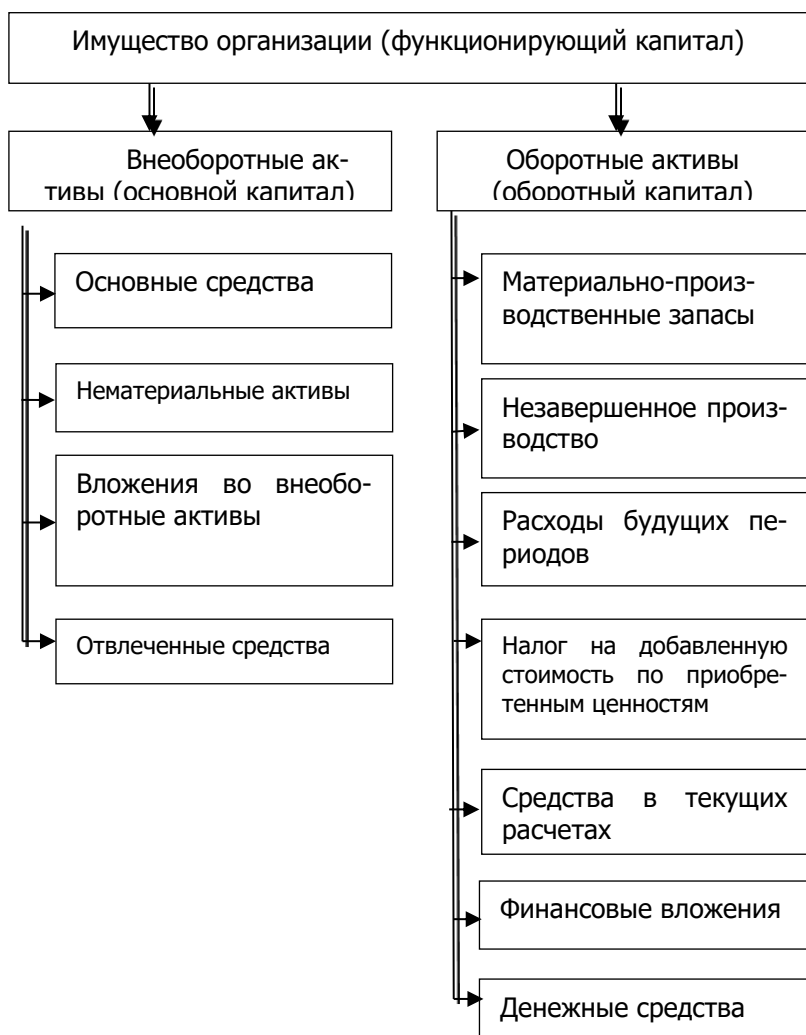 Имущество организации (функционирующий капитал)
Внеоборотные ак-
тивы (основной капитал)
Оборотные активы
(оборотный капитал)
Основные средства
Нематериальные активы
Вложения во внеобо-
ротные активы
Отвлеченные средства
Материально-произ-
водственные запасы
Незавершенное произ-
водство
Расходы будущих пе-
риодов
Налог на добавленную
стоимость по приобре-
тенным ценностям
Средства в текущих
расчетах
Финансовые вложения
Денежные средства